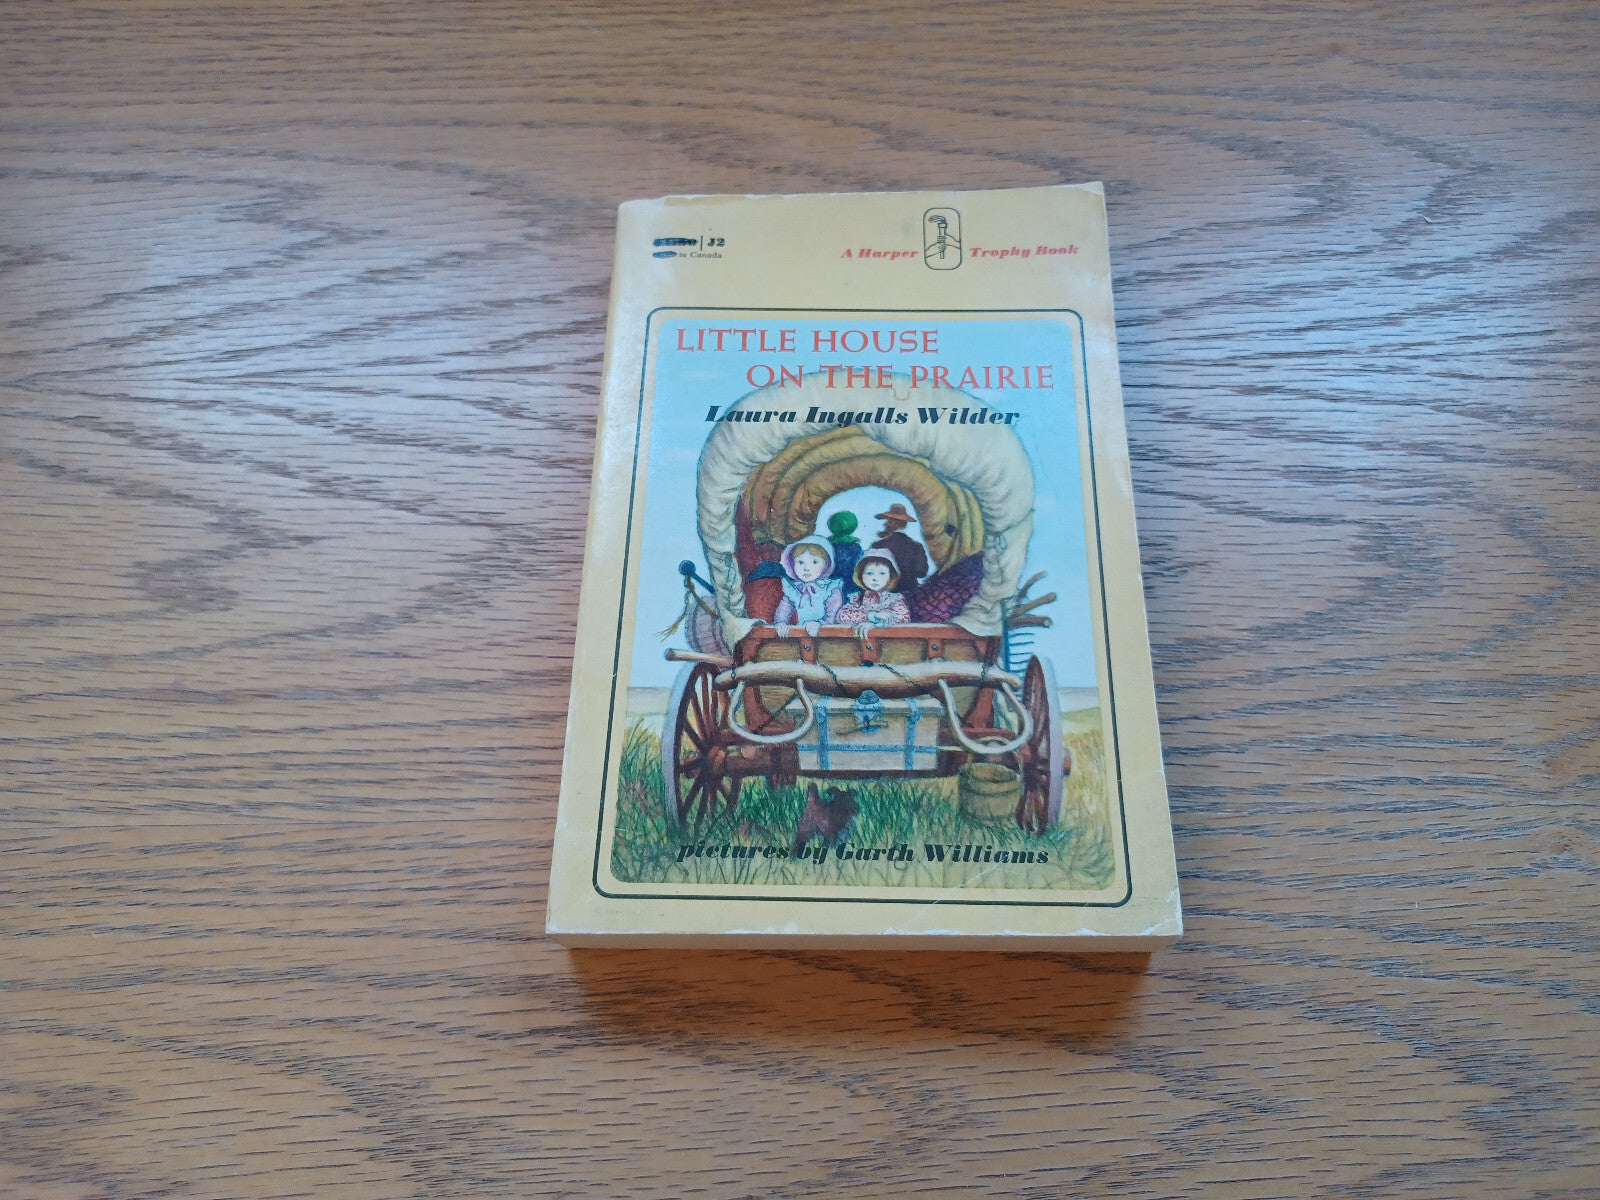 J2
in Canada
A Harper Trophy Book
LITTLE HOUSE
ON THE PRAIRIE
Laura Ingalls Wilder
pictures by Garth Williams